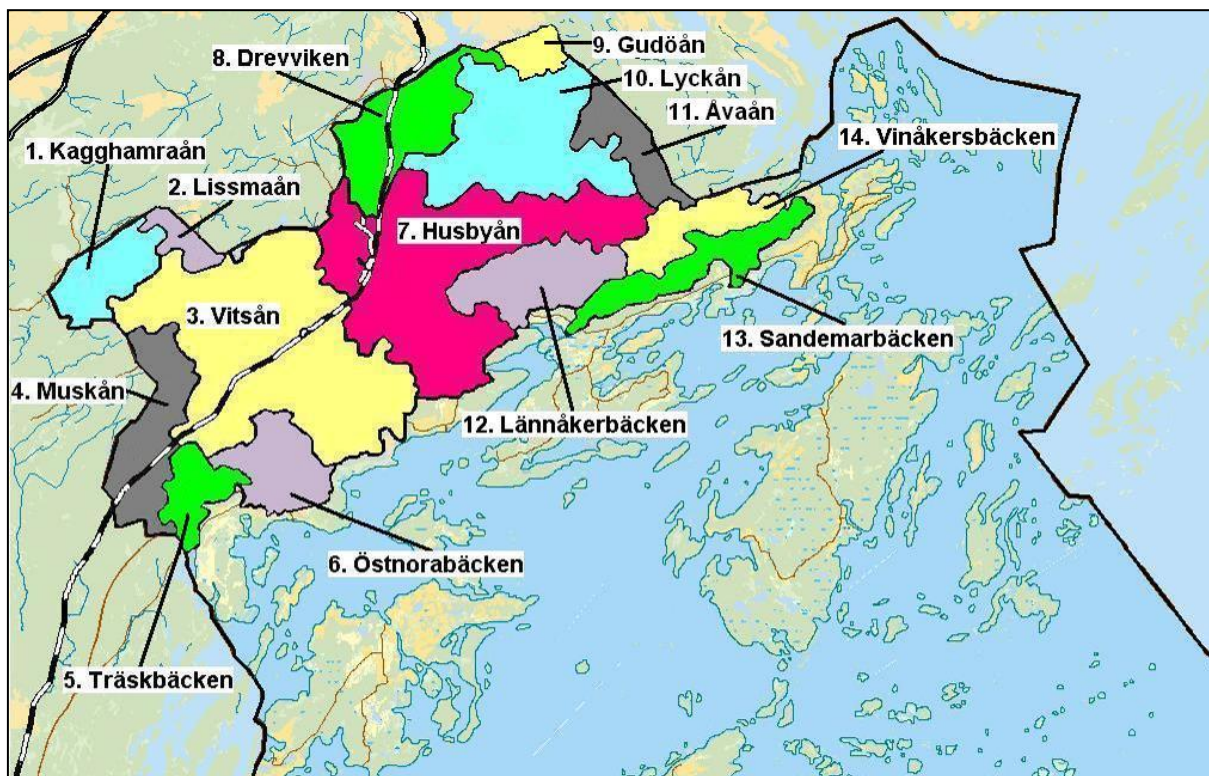 1. Kagghamraån
2. Lissmaån
3. Vitsån
4. Muskån
5. Träskbäcken
6. Östnorabäcken
7. Husbyån
8. Drevviken
9. Gudöån
10. Lyckån
11. Åvaån
12. Lännåkerbäcken
13. Sandemarbäcken
14. Vinåkersbäcken